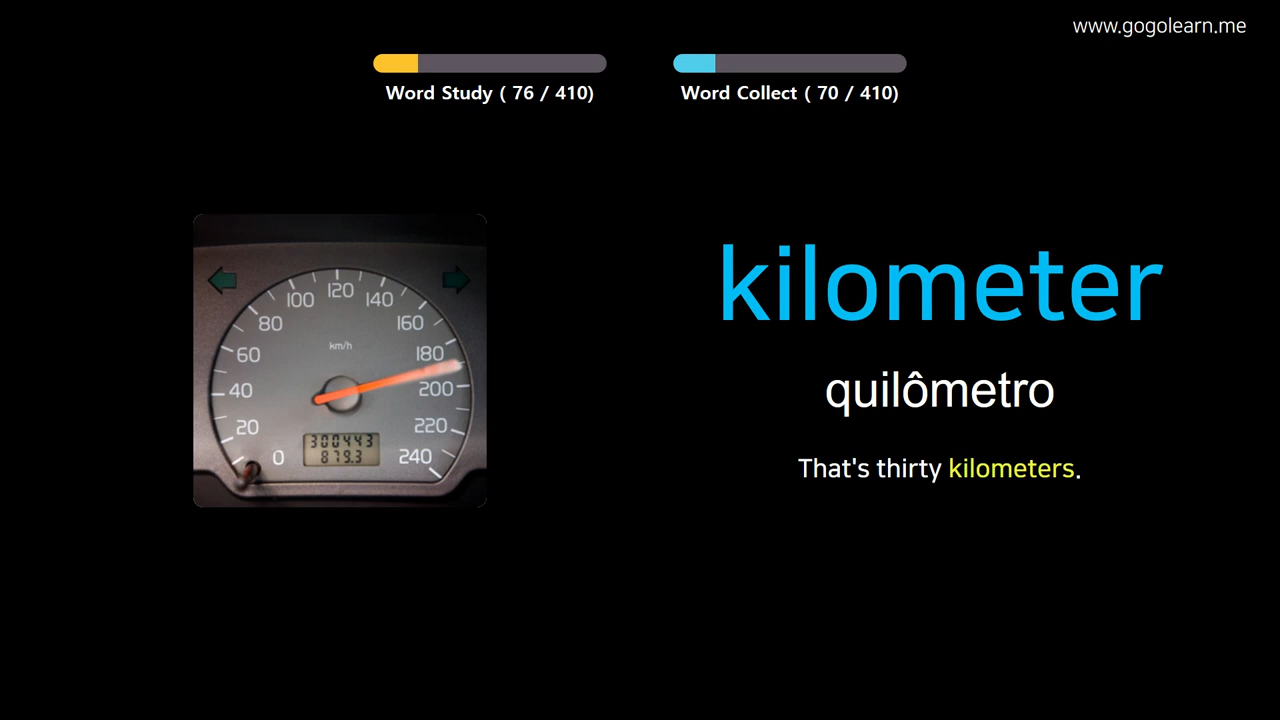 www.gogolearn.me
Word Study ( 76 / 410)
Word Collect ( 70 / 410)
kilometer
quilômetro
That's thirty kilometers.
0
20
40
60
80
100
120
140
160
180
200
220
240
km/h
300443
879.3